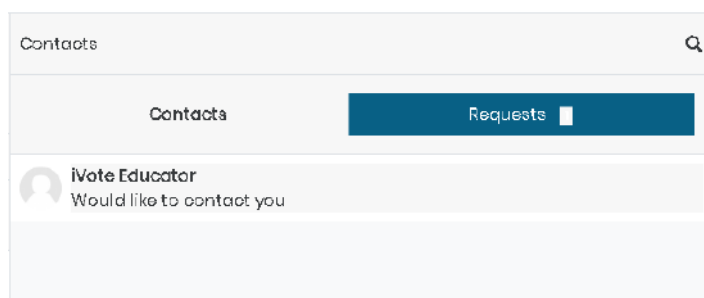 Contacts
Contacts
Requests
iVote Educator
Would like to contact you